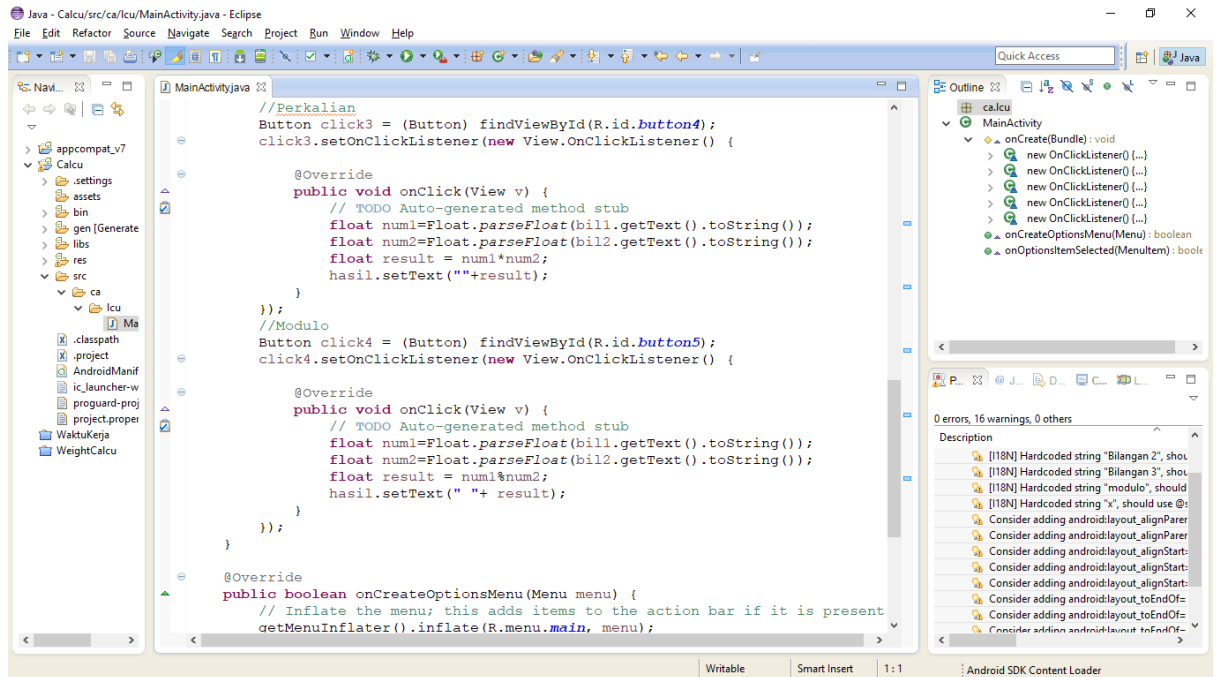 Java - Calcu/src/ca/lcu/MainActivity.java - Eclipse
File Edit Refactor Source Navigate Search Project Run Window Help
Quick Access
Java
Navi...
appcompat_v7
Calcu
.settings
assets
bin
gen [Generate
libs
res
src
ca
lcu
Ma
.classpath
.project
AndroidManif
ic_launcher-w
proguard-proj
project.proper
WaktuKerja
WeightCalcu
MainActivity.java
//Perkalian
Button click3 = (Button) findViewById(R.id.button4);
click3.setOnClickListener(new View.OnClickListener() {
@Override
public void onClick(View v) {
// TODO Auto-generated method stub
float num1=Float.parseFloat(bil1.getText().toString());
float num2=Float.parseFloat(bil2.getText().toString());
float result = num1*num2;
hasil.setText(""+result);
}
});
//Modulo
Button click4 = (Button) findViewById(R.id.button5);
click4.setOnClickListener(new View.OnClickListener() {
@Override
public void onClick(View v) {
// TODO Auto-generated method stub
float num1=Float.parseFloat(bil1.getText().toString());
float num2=Float.parseFloat(bil2.getText().toString());
float result = num1%num2;
hasil.setText(" "+ result);
}
});
}
@Override
public boolean onCreateOptionsMenu(Menu menu) {
// Inflate the menu; this adds items to the action bar if it is present
getMenuInflater().inflate(R.menu.main, menu);
Outline
ca.lcu
MainActivity
onCreate(Bundle) : void
new OnClickListener() {...}
new OnClickListener() {...}
new OnClickListener() {...}
new OnClickListener() {...}
new OnClickListener() {...}
onCreateOptionsMenu(Menu) : boolean
onOptionsItemSelected(MenuItem) : boole
P... @ J... D... C... L...
0 errors, 16 warnings, 0 others
Description
[I18N] Hardcoded string "Bilangan 2", shou
[I18N] Hardcoded string "Bilangan 3", shou
[I18N] Hardcoded string "modulo", should
[I18N] Hardcoded string "x", should use @s
Consider adding android:layout_alignParer
Consider adding android:layout_alignParer
Consider adding android:layout_alignStart=
Consider adding android:layout_alignStart=
Consider adding android:layout_alignStart=
Consider adding android:layout_toEndOf=
Consider adding android:layout_toEndOf=
Consider adding android:layout_toEndOf=
Writable Smart Insert 1 : 1 Android SDK Content Loader